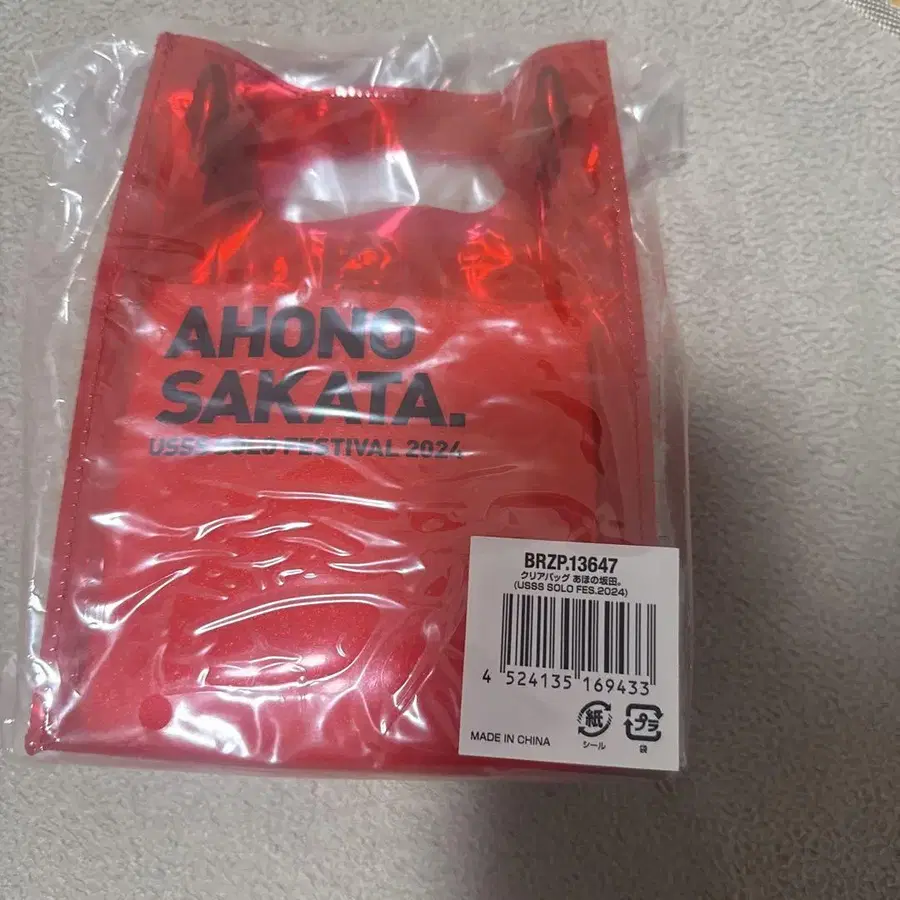 AHONO
SAKATA.
USSS SOLO FESTIVAL 2024
BRZP.13647
クリアバッグ あほの坂田。
(USSS SOLO FES.2024)
4 524135 169433
MADE IN CHINA
紙
シール
プラ
袋